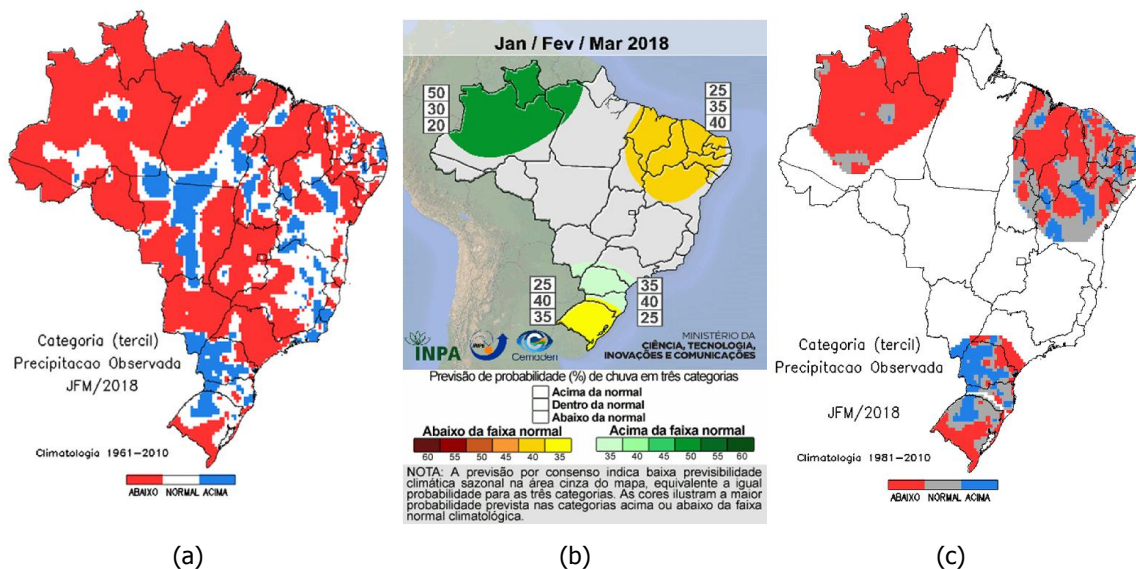 Categoria (tercil)
Precipitacao Observada
JFM/2018
Climatologia 1961–2010
ABAIXO NORMAL ACIMA
(a)
Jan / Fev / Mar 2018
50
30
20
25
35
40
25
40
35
35
40
25
INPA
Cemaden
MINISTÉRIO DA
CIÊNCIA, TECNOLOGIA,
INOVAÇÕES E COMUNICAÇÕES
Previsão de probabilidade (%) de chuva em três categorias
Acima da normal
Dentro da normal
Abaixo da normal
Abaixo da faixa normal
60 55 50 45 40 35
Acima da faixa normal
35 40 45 50 55 60
NOTA: A previsão por consenso indica baixa previsibilidade
climática sazonal na área cinza do mapa, equivalente a igual
probabilidade para as três categorias. As cores ilustram a maior
probabilidade prevista nas categorias acima ou abaixo da faixa
normal climatológica.
(b)
Categoria (tercil)
Precipitacao Observada
JFM/2018
Climatologia 1981–2010
ABAIXO NORMAL ACIMA
(c)